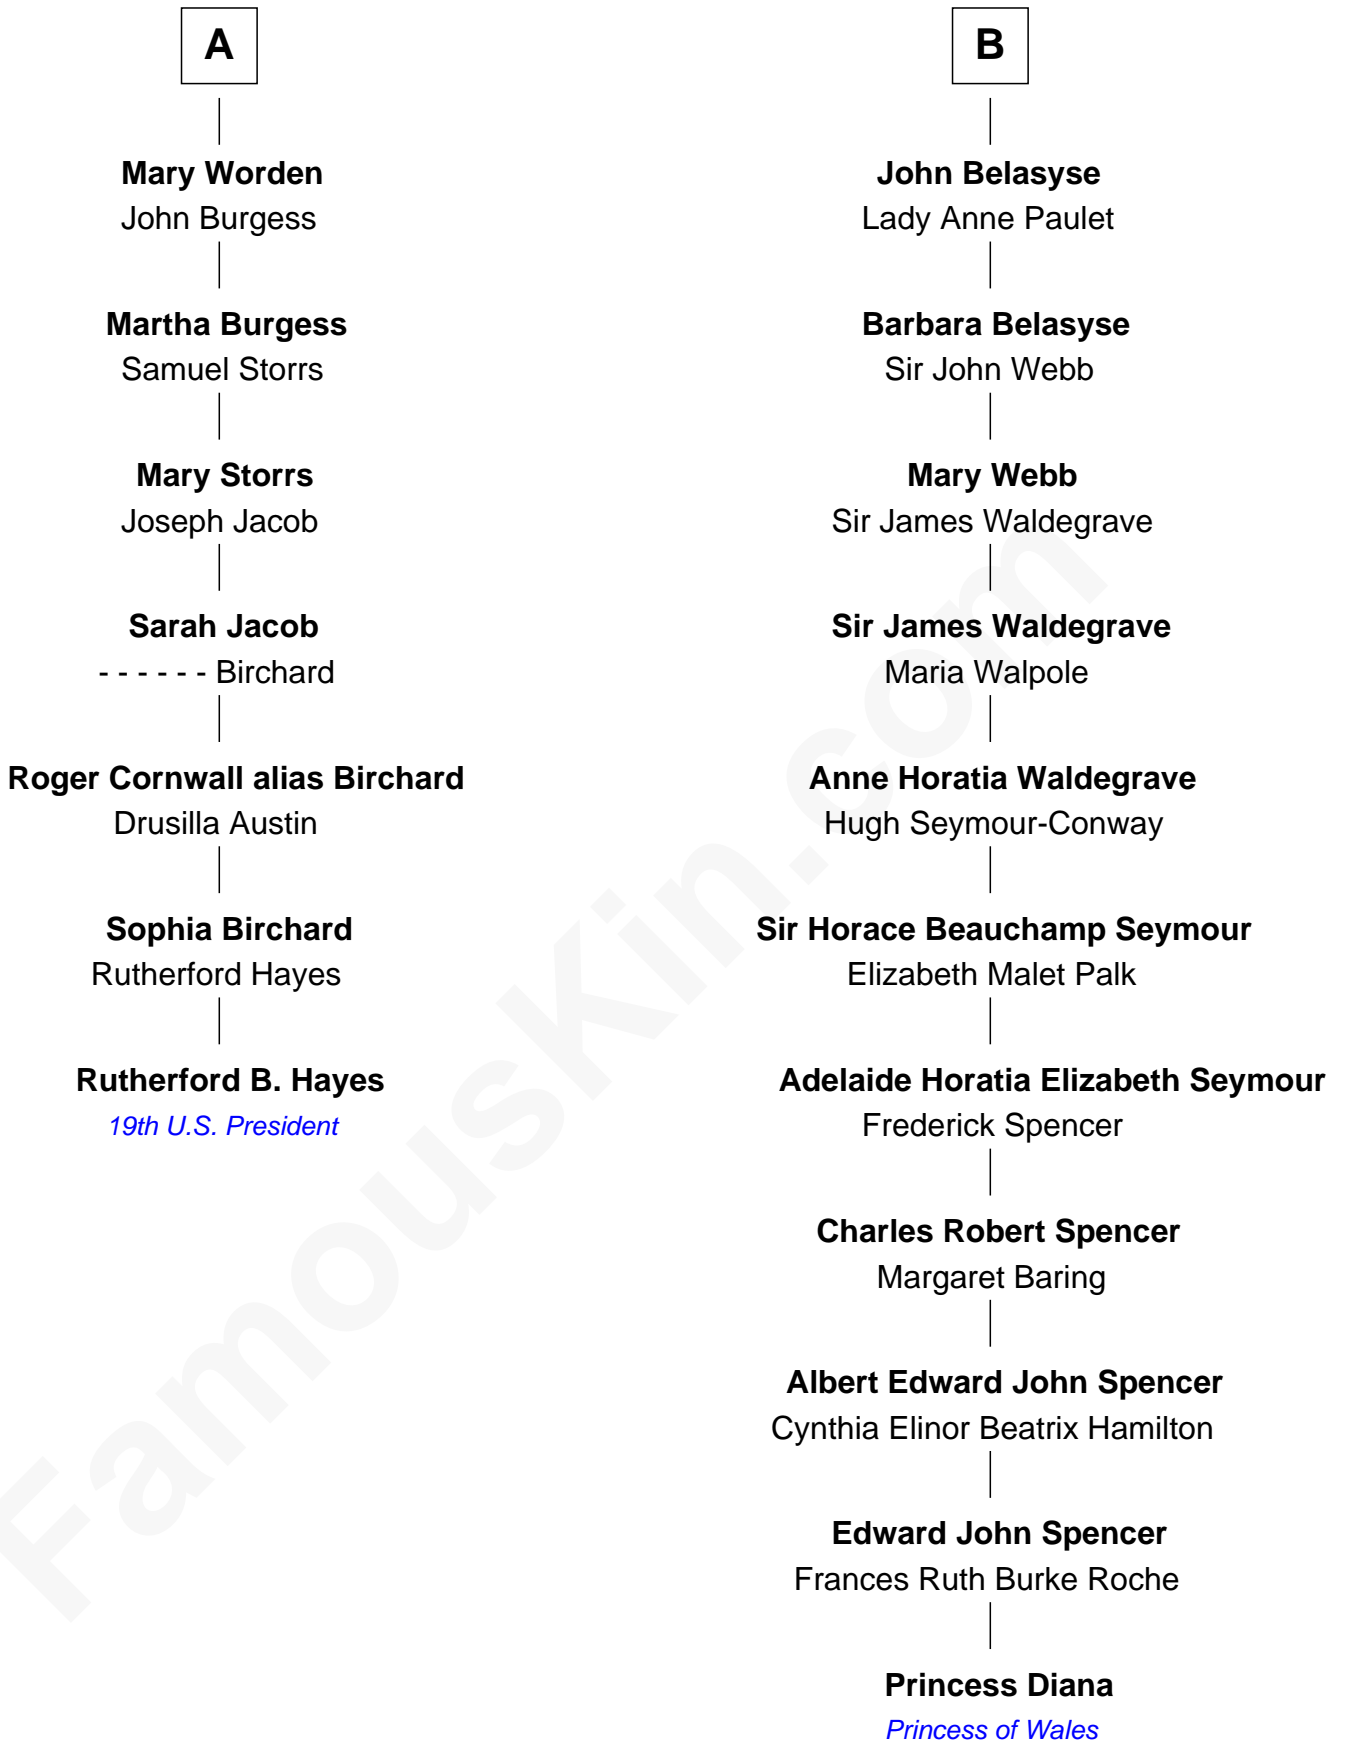 A
Mary Worden
John Burgess
Martha Burgess
Samuel Storrs
Mary Storrs
Joseph Jacob
Sarah Jacob
- - - - - - Birchard
Roger Cornwall alias Birchard
Drusilla Austin
Sophia Birchard
Rutherford Hayes
Rutherford B. Hayes
19th U.S. President
B
John Belasyse
Lady Anne Paulet
Barbara Belasyse
Sir John Webb
Mary Webb
Sir James Waldegrave
Sir James Waldegrave
Maria Walpole
Anne Horatia Waldegrave
Hugh Seymour-Conway
Sir Horace Beauchamp Seymour
Elizabeth Malet Palk
Adelaide Horatia Elizabeth Seymour
Frederick Spencer
Charles Robert Spencer
Margaret Baring
Albert Edward John Spencer
Cynthia Elinor Beatrix Hamilton
Edward John Spencer
Frances Ruth Burke Roche
Princess Diana
Princess of Wales
FamousKin.com